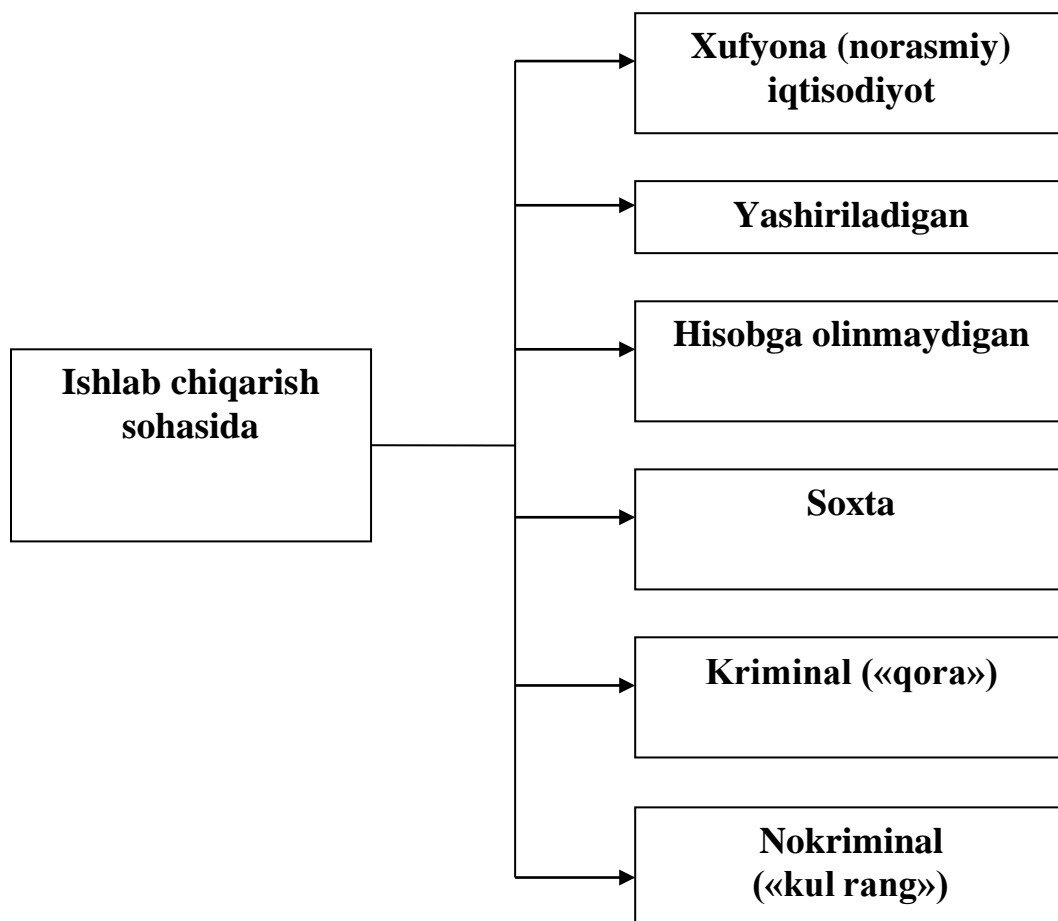 Xufyona (norasmiy)
iqtisodiyot
Yashiriladigan
Hisobga olinmaydigan
Ishlab chiqarish
sohasida
Soxta
Kriminal («qora»)
Nokriminal
(«kul rang»)